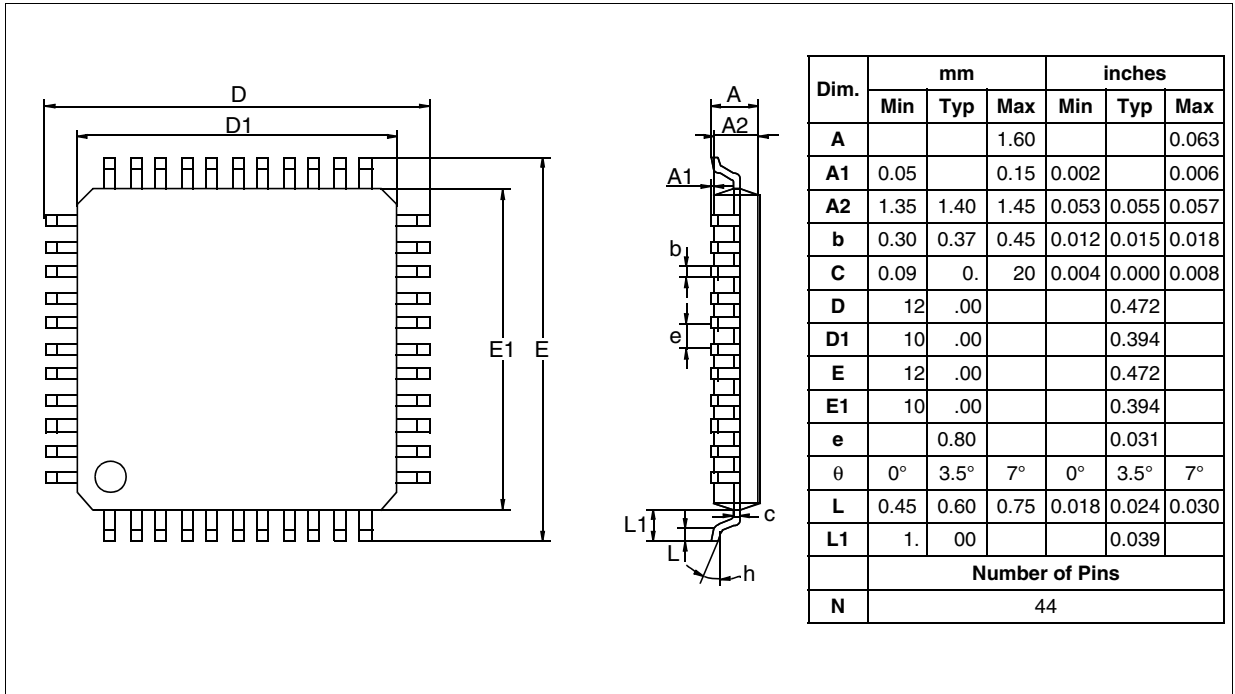 D
D1
E1
E
A
A2
A1
b
e
c
L1
L
h
Dim. mm inches
Min Typ Max Min Typ Max
A 1.60 0.063
A1 0.05 0.15 0.002 0.006
A2 1.35 1.40 1.45 0.053 0.055 0.057
b 0.30 0.37 0.45 0.012 0.015 0.018
C 0.09 0. 20 0.004 0.000 0.008
D 12 .00 0.472
D1 10 .00 0.394
E 12 .00 0.472
E1 10 .00 0.394
e 0.80 0.031
θ 0° 3.5° 7° 0° 3.5° 7°
L 0.45 0.60 0.75 0.018 0.024 0.030
L1 1. 00 0.039
Number of Pins
N 44